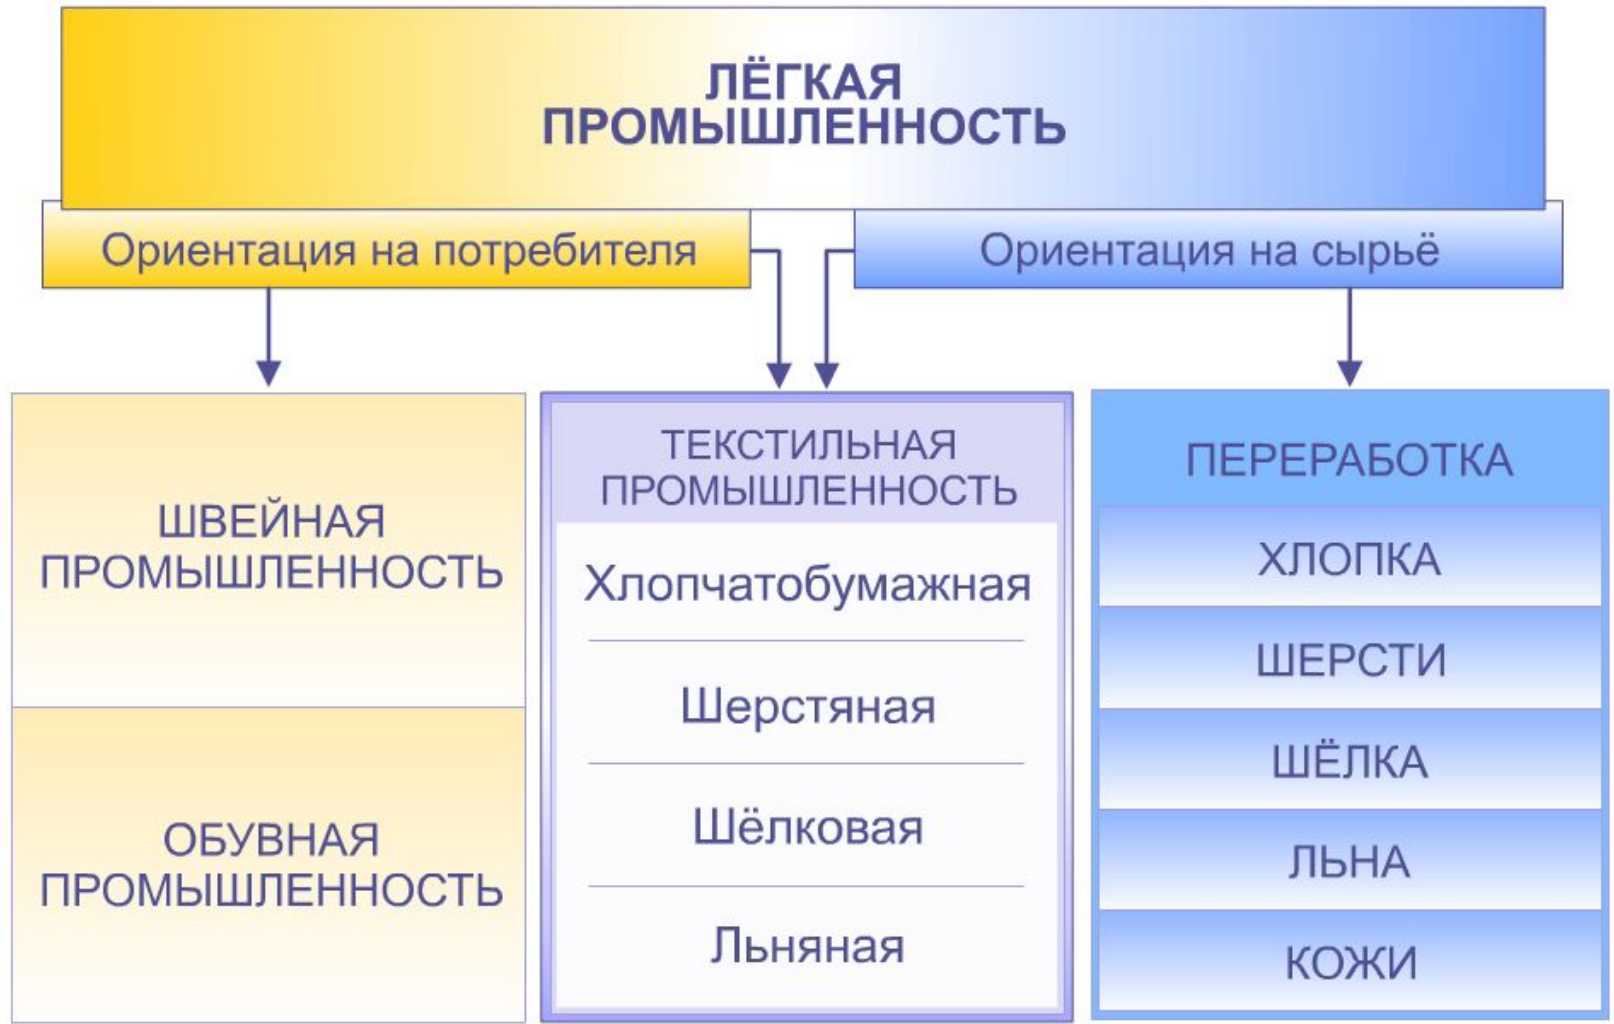 ЛЁГКАЯ
ПРОМЫШЛЕННОСТЬ
Ориентация на потребителя
Ориентация на сырьё
ШВЕЙНАЯ
ПРОМЫШЛЕННОСТЬ
ОБУВНАЯ
ПРОМЫШЛЕННОСТЬ
ТЕКСТИЛЬНАЯ
ПРОМЫШЛЕННОСТЬ
Хлопчатобумажная
Шерстяная
Шёлковая
Льняная
ПЕРЕРАБОТКА
ХЛОПКА
ШЕРСТИ
ШЁЛКА
ЛЬНА
КОЖИ